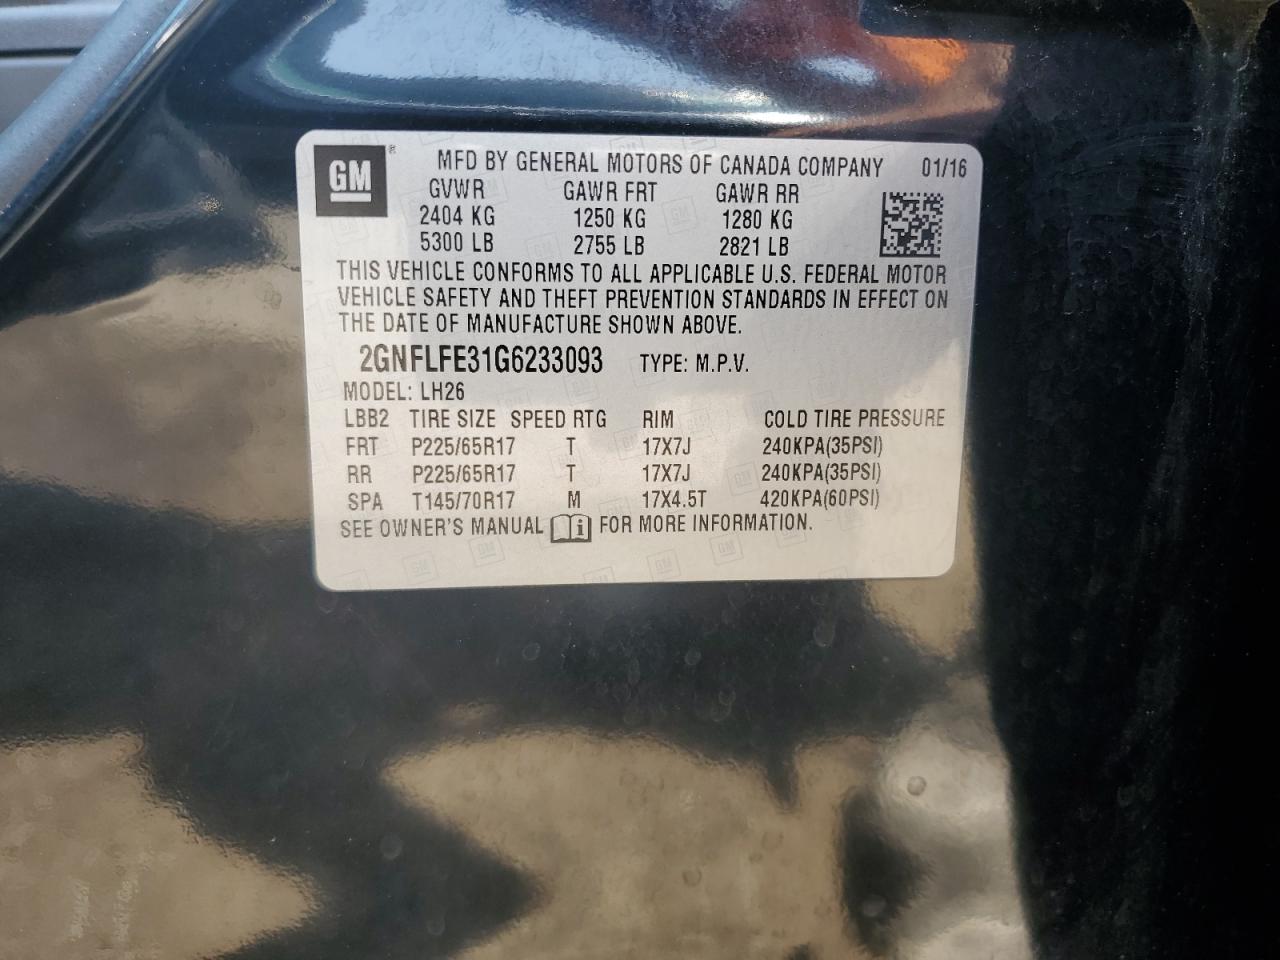 GM ® MFD BY GENERAL MOTORS OF CANADA COMPANY 01/16
GVWR GAWR FRT GAWR RR
2404 KG 1250 KG 1280 KG
5300 LB 2755 LB 2821 LB
THIS VEHICLE CONFORMS TO ALL APPLICABLE U.S. FEDERAL MOTOR
VEHICLE SAFETY AND THEFT PREVENTION STANDARDS IN EFFECT ON
THE DATE OF MANUFACTURE SHOWN ABOVE.
2GNFLFE31G6233093 TYPE: M.P.V.
MODEL: LH26
LBB2 TIRE SIZE SPEED RTG RIM COLD TIRE PRESSURE
FRT P225/65R17 T 17X7J 240KPA(35PSI)
RR P225/65R17 T 17X7J 240KPA(35PSI)
SPA T145/70R17 M 17X4.5T 420KPA(60PSI)
SEE OWNER'S MANUAL i FOR MORE INFORMATION.